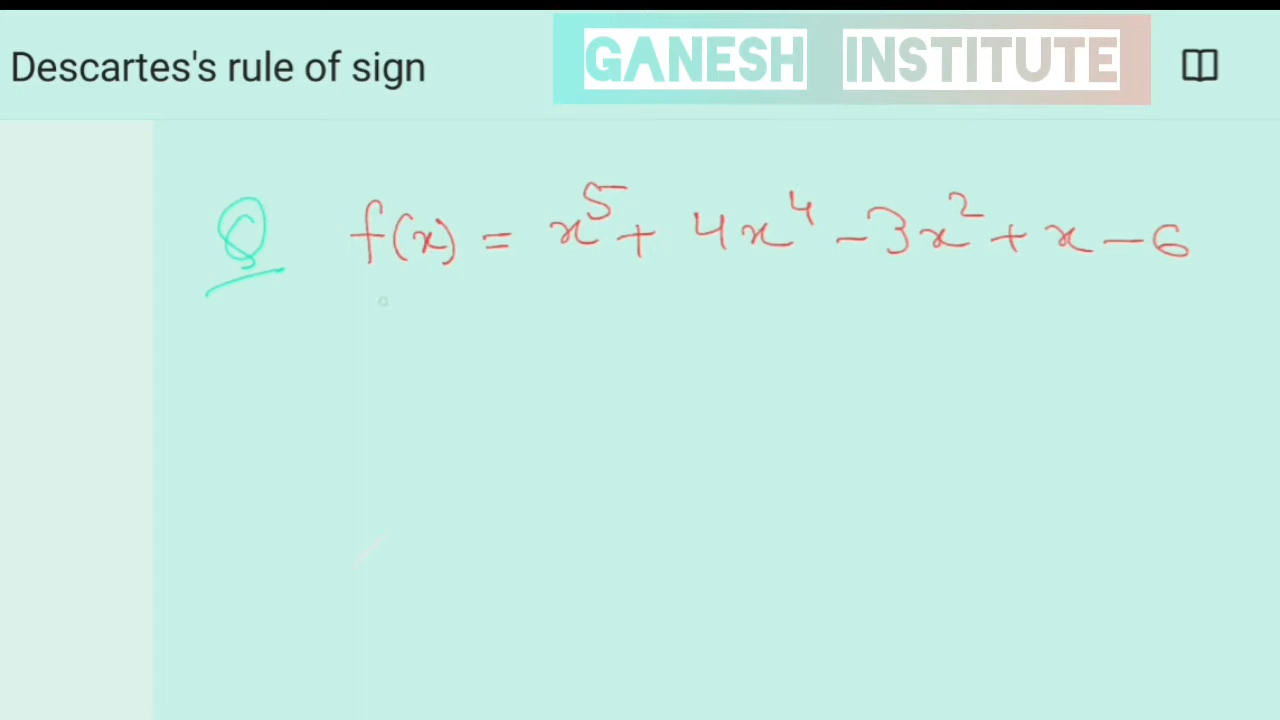 Descartes's rule of sign
GANESH INSTITUTE
Q f(x) = x⁵ + 4x⁴ - 3x² + x - 6